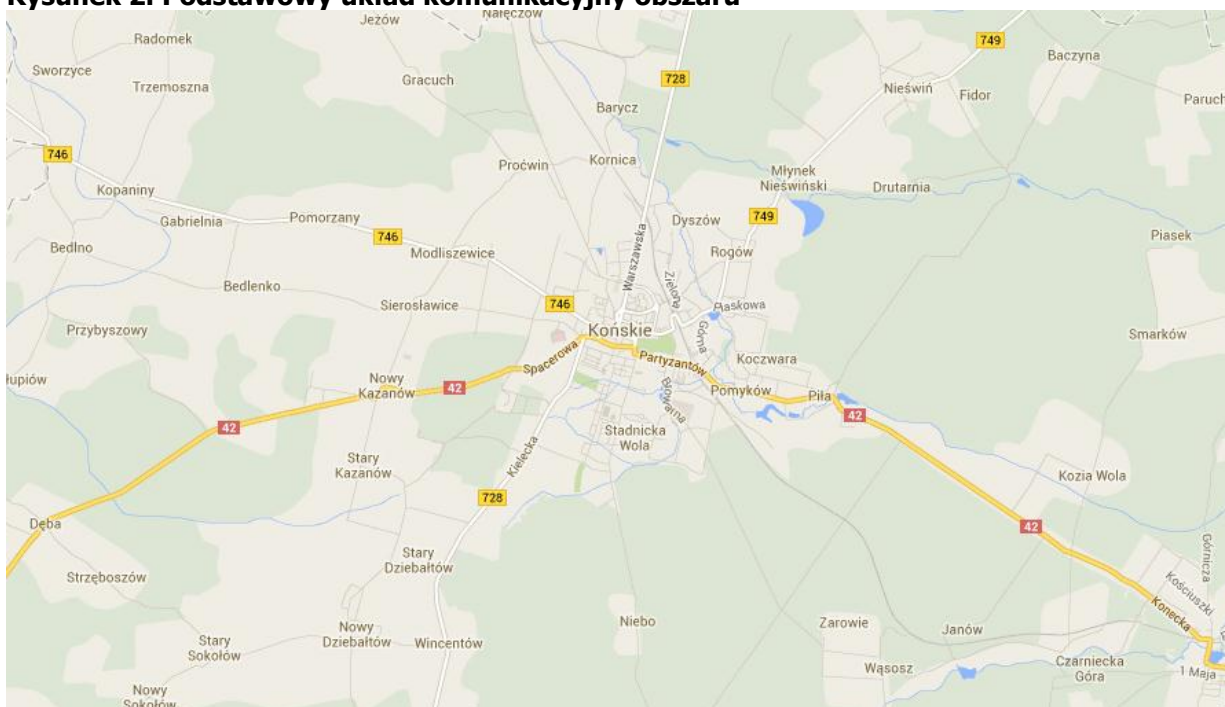 Rysunek 2. Podstawowy układ komunikacyjny obszaru
Nałęczów
Jeżów
Radomek
749
Baczyna
Sworzyce
Gracuch
728
Trzemoszna
Nieświń
Fidor
Paruch
Barycz
746
Kornica
Proćwin
Młynek
Nieświński
Drutarnia
Kopaniny
Gabrielnia
Pomorzany
Dyszów
749
746
Bedlno
Modliszewice
Warszawska
Rogów
Piasek
Bedlenko
Zielona
Sierosławice
746
Piaskowa
Przybyszowy
Końskie
Górna
Smarków
Spacerowa
Partyzantów
Koczwara
łupiów
Nowy
Kazanów
42
Pomyków
Piła
Browarna
42
42
Stadnicka
Wola
Kielecka
Stary
Kazanów
Kozia Wola
728
Dęba
42
Górnicza
Stary
Dziebałtów
Strzęboszów
Kościuszki
Konecka
Niebo
Zarowie
Janów
Nowy
Dziebałtów
Wincentów
Stary
Sokołów
Wąsosz
Czarniecka
Góra
1 Maja
Nowy
Sokołów